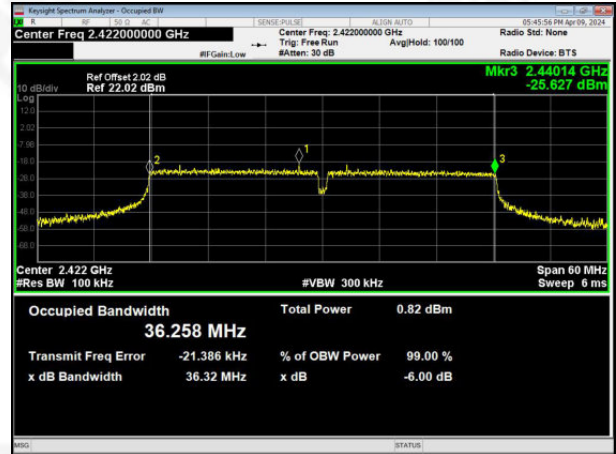 Keysight Spectrum Analyzer - Occupied BW
R RF 50 Ω AC SENSE:PULSE ALIGN AUTO 05:45:56 PM Apr 09, 2024
Center Freq 2.422000000 GHz Center Freq: 2.422000000 GHz Radio Std: None
Trig: Free Run Avg|Hold: 100/100
#IFGain:Low #Atten: 30 dB Radio Device: BTS
Ref Offset 2.02 dB Mkr3 2.44014 GHz
10 dB/div Ref 22.02 dBm -25.627 dBm
Log
12.0
2.02
-7.98
1
-18.0 2 3
-28.0
-38.0
-48.0
-58.0
-68.0
Center 2.422 GHz Span 60 MHz
#Res BW 100 kHz #VBW 300 kHz Sweep 6 ms
Occupied Bandwidth Total Power 0.82 dBm
36.258 MHz
Transmit Freq Error -21.386 kHz % of OBW Power 99.00 %
x dB Bandwidth 36.32 MHz x dB -6.00 dB
MSG STATUS